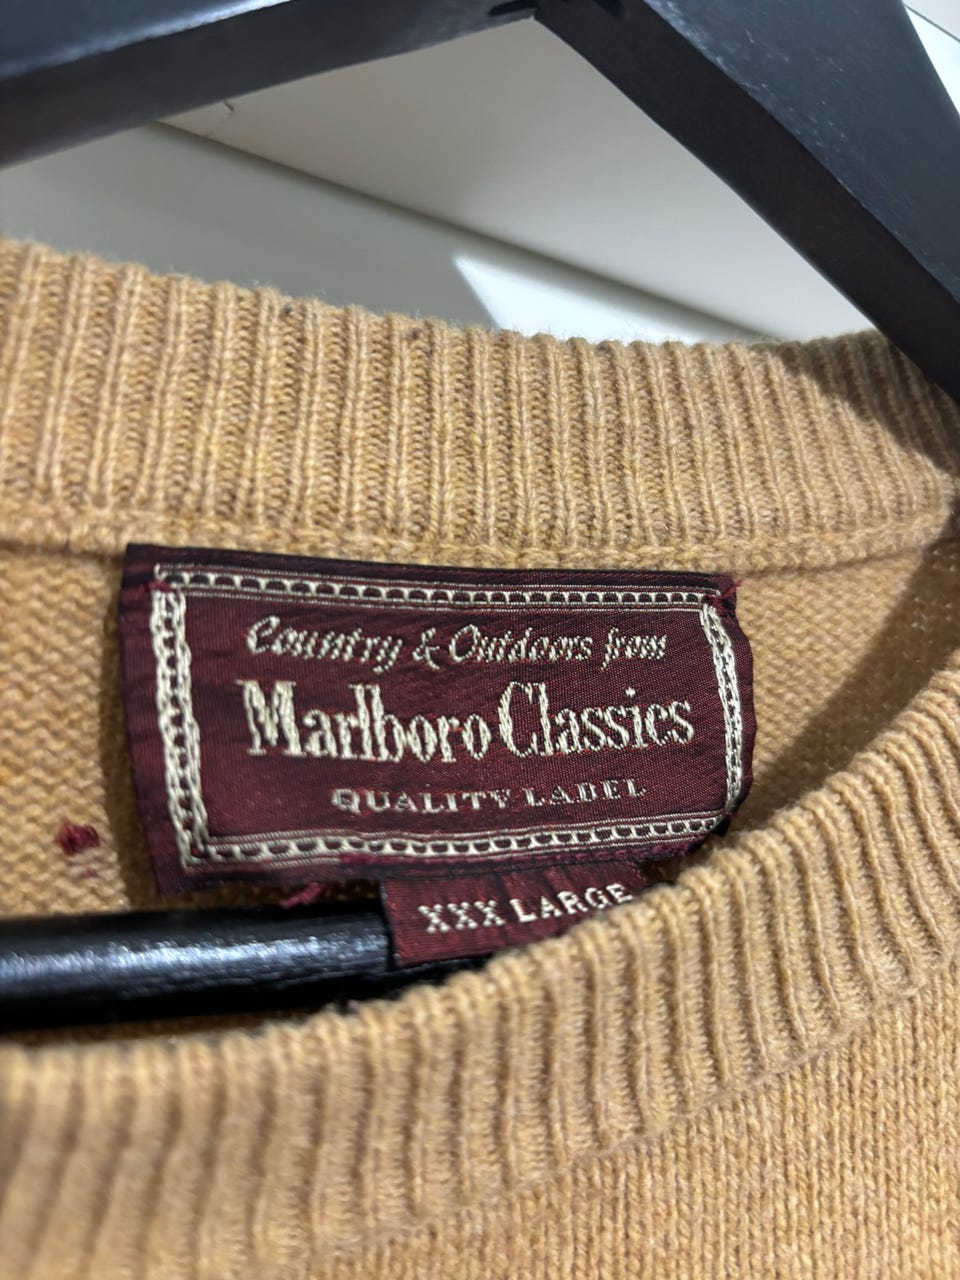 Country & Outdoors from
Marlboro Classics
QUALITY LABEL
XXX LARGE